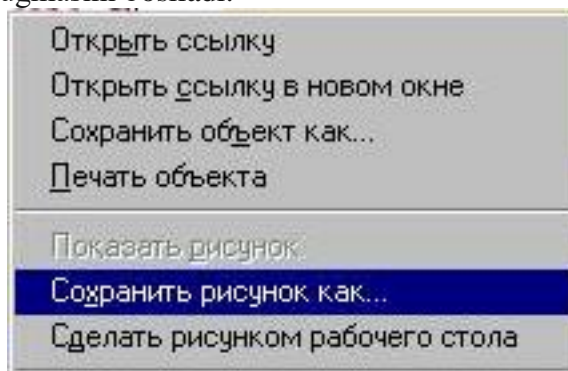 Открыть ссылку
Открыть ссылку в новом окне
Сохранить объект как...
Печать объекта
Показать рисунок
Сохранить рисунок как...
Сделать рисунком рабочего стола